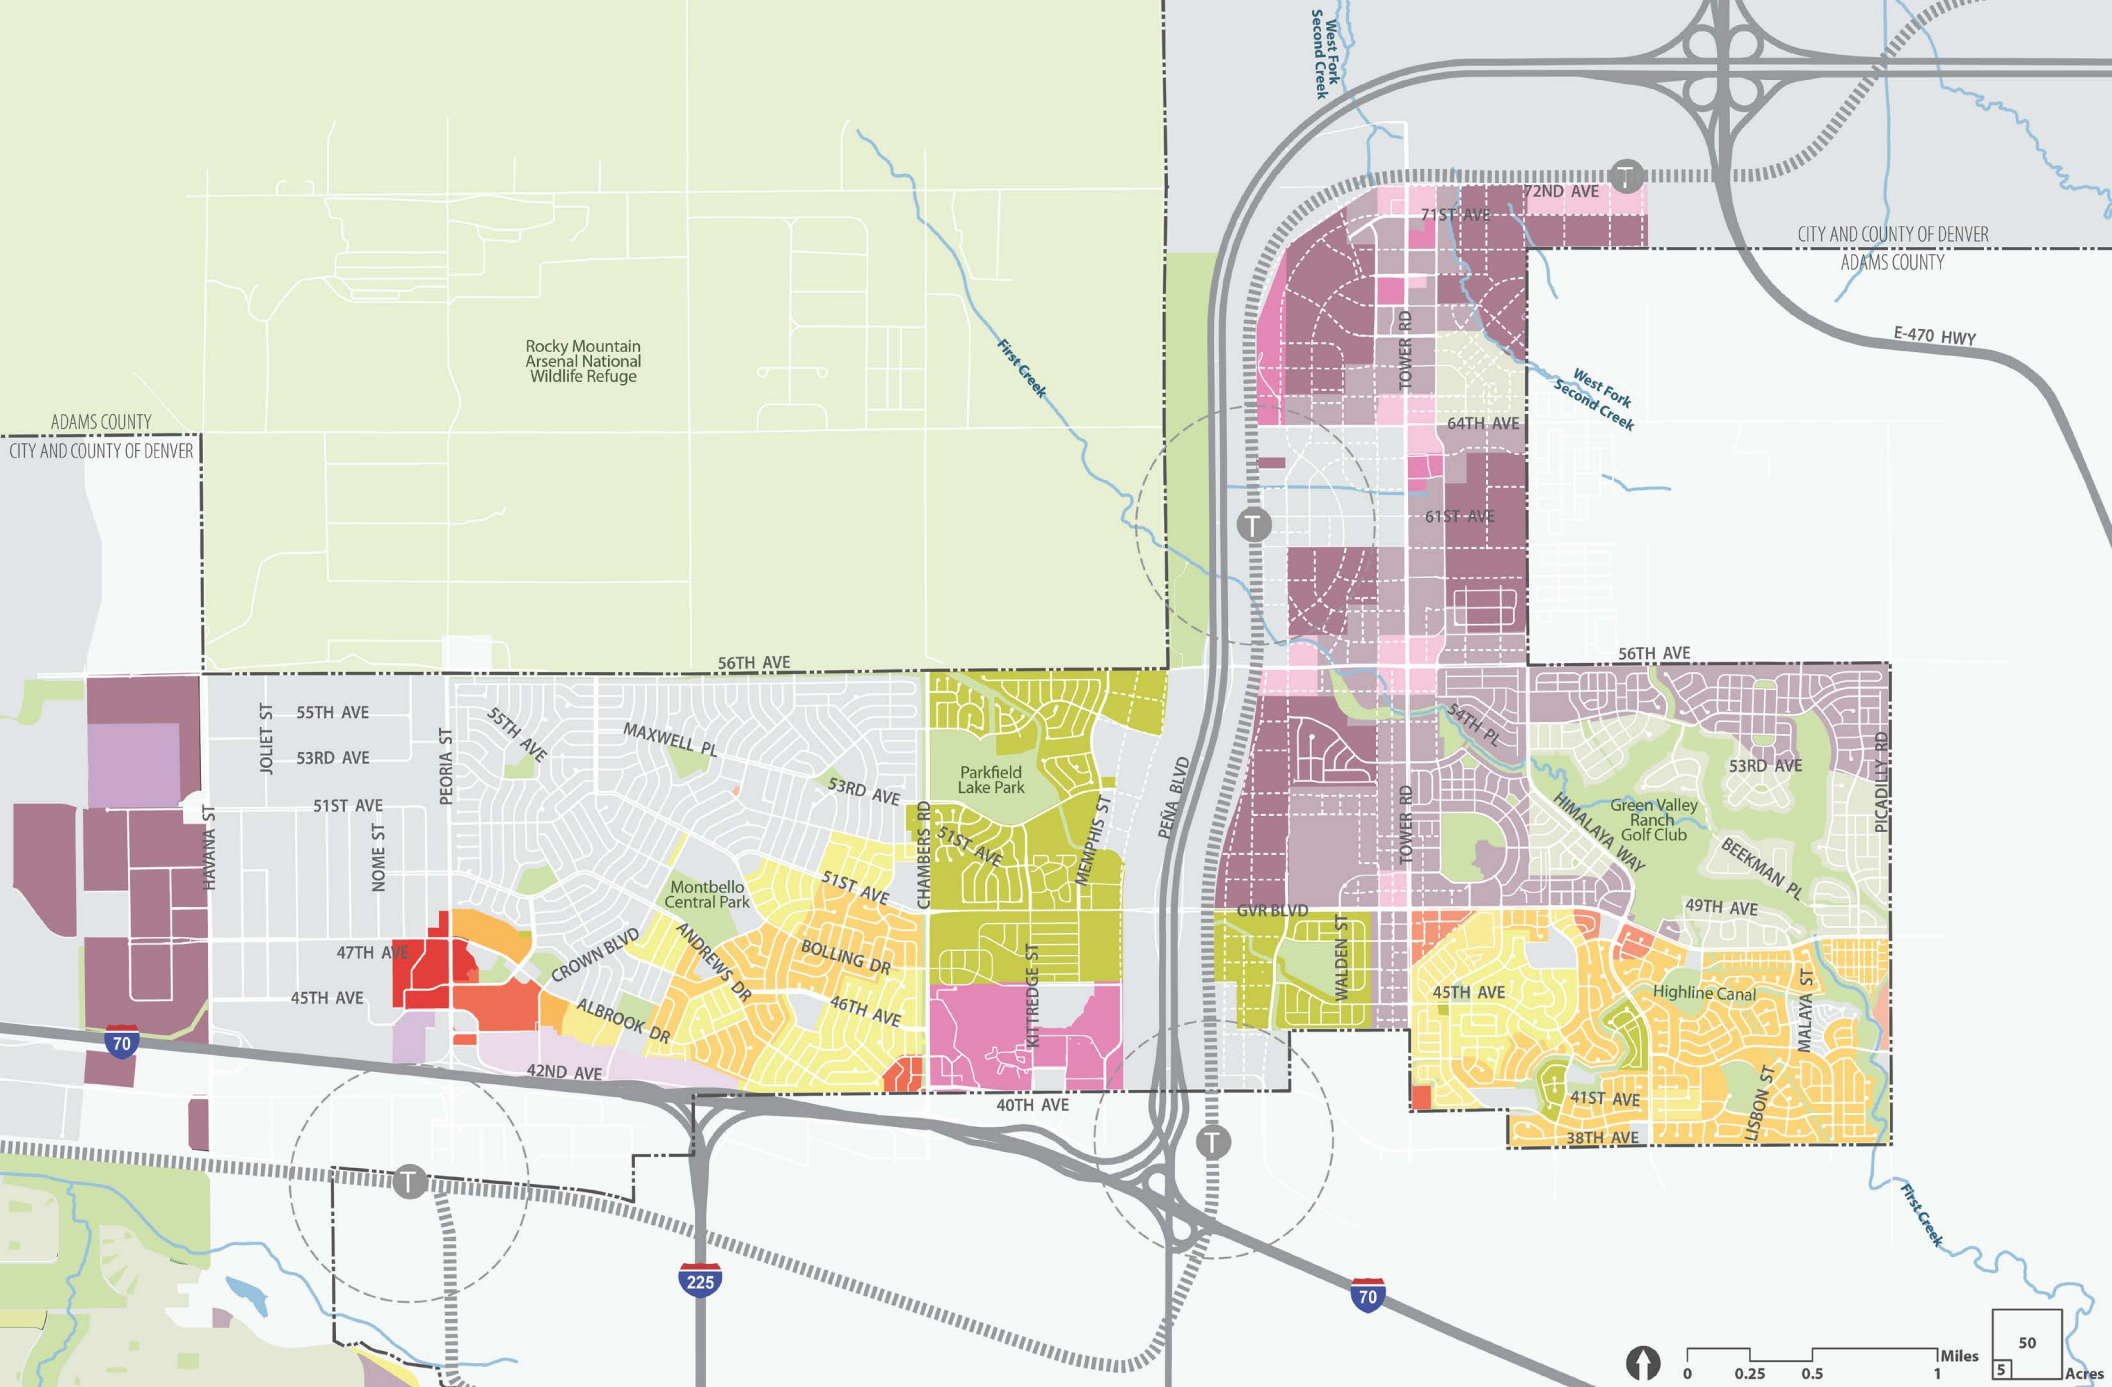 West Fork
Second Creek
T
72ND AVE
71ST AVE
CITY AND COUNTY OF DENVER
ADAMS COUNTY
E-470 HWY
Rocky Mountain
Arsenal National
Wildlife Refuge
First Creek
TOWER RD
West Fork
Second Creek
ADAMS COUNTY
CITY AND COUNTY OF DENVER
64TH AVE
61ST AVE
T
56TH AVE
56TH AVE
JOLIET ST
55TH AVE
53RD AVE
51ST AVE
PEORIA ST
55TH AVE
MAXWELL PL
53RD AVE
Parkfield
Lake Park
PEÑA BLVD
54TH PL
53RD AVE
PICADILLY RD
HAVANA ST
NOME ST
CHAMBERS RD
51ST AVE
MEMPHIS ST
TOWER RD
HIMALAYA WAY
Green Valley
Ranch
Golf Club
BEEKMAN PL
Montbello
Central Park
51ST AVE
GVR BLVD
49TH AVE
47TH AVE
CROWN BLVD
ANDREWS DR
BOLLING DR
KITTREDGE ST
WALDEN ST
45TH AVE
ALBROOK DR
46TH AVE
45TH AVE
Highline Canal
MALAYA ST
70
42ND AVE
40TH AVE
41ST AVE
LISBON ST
38TH AVE
T
T
First Creek
225
70
0
0.25
0.5
1
Miles
50
5
Acres